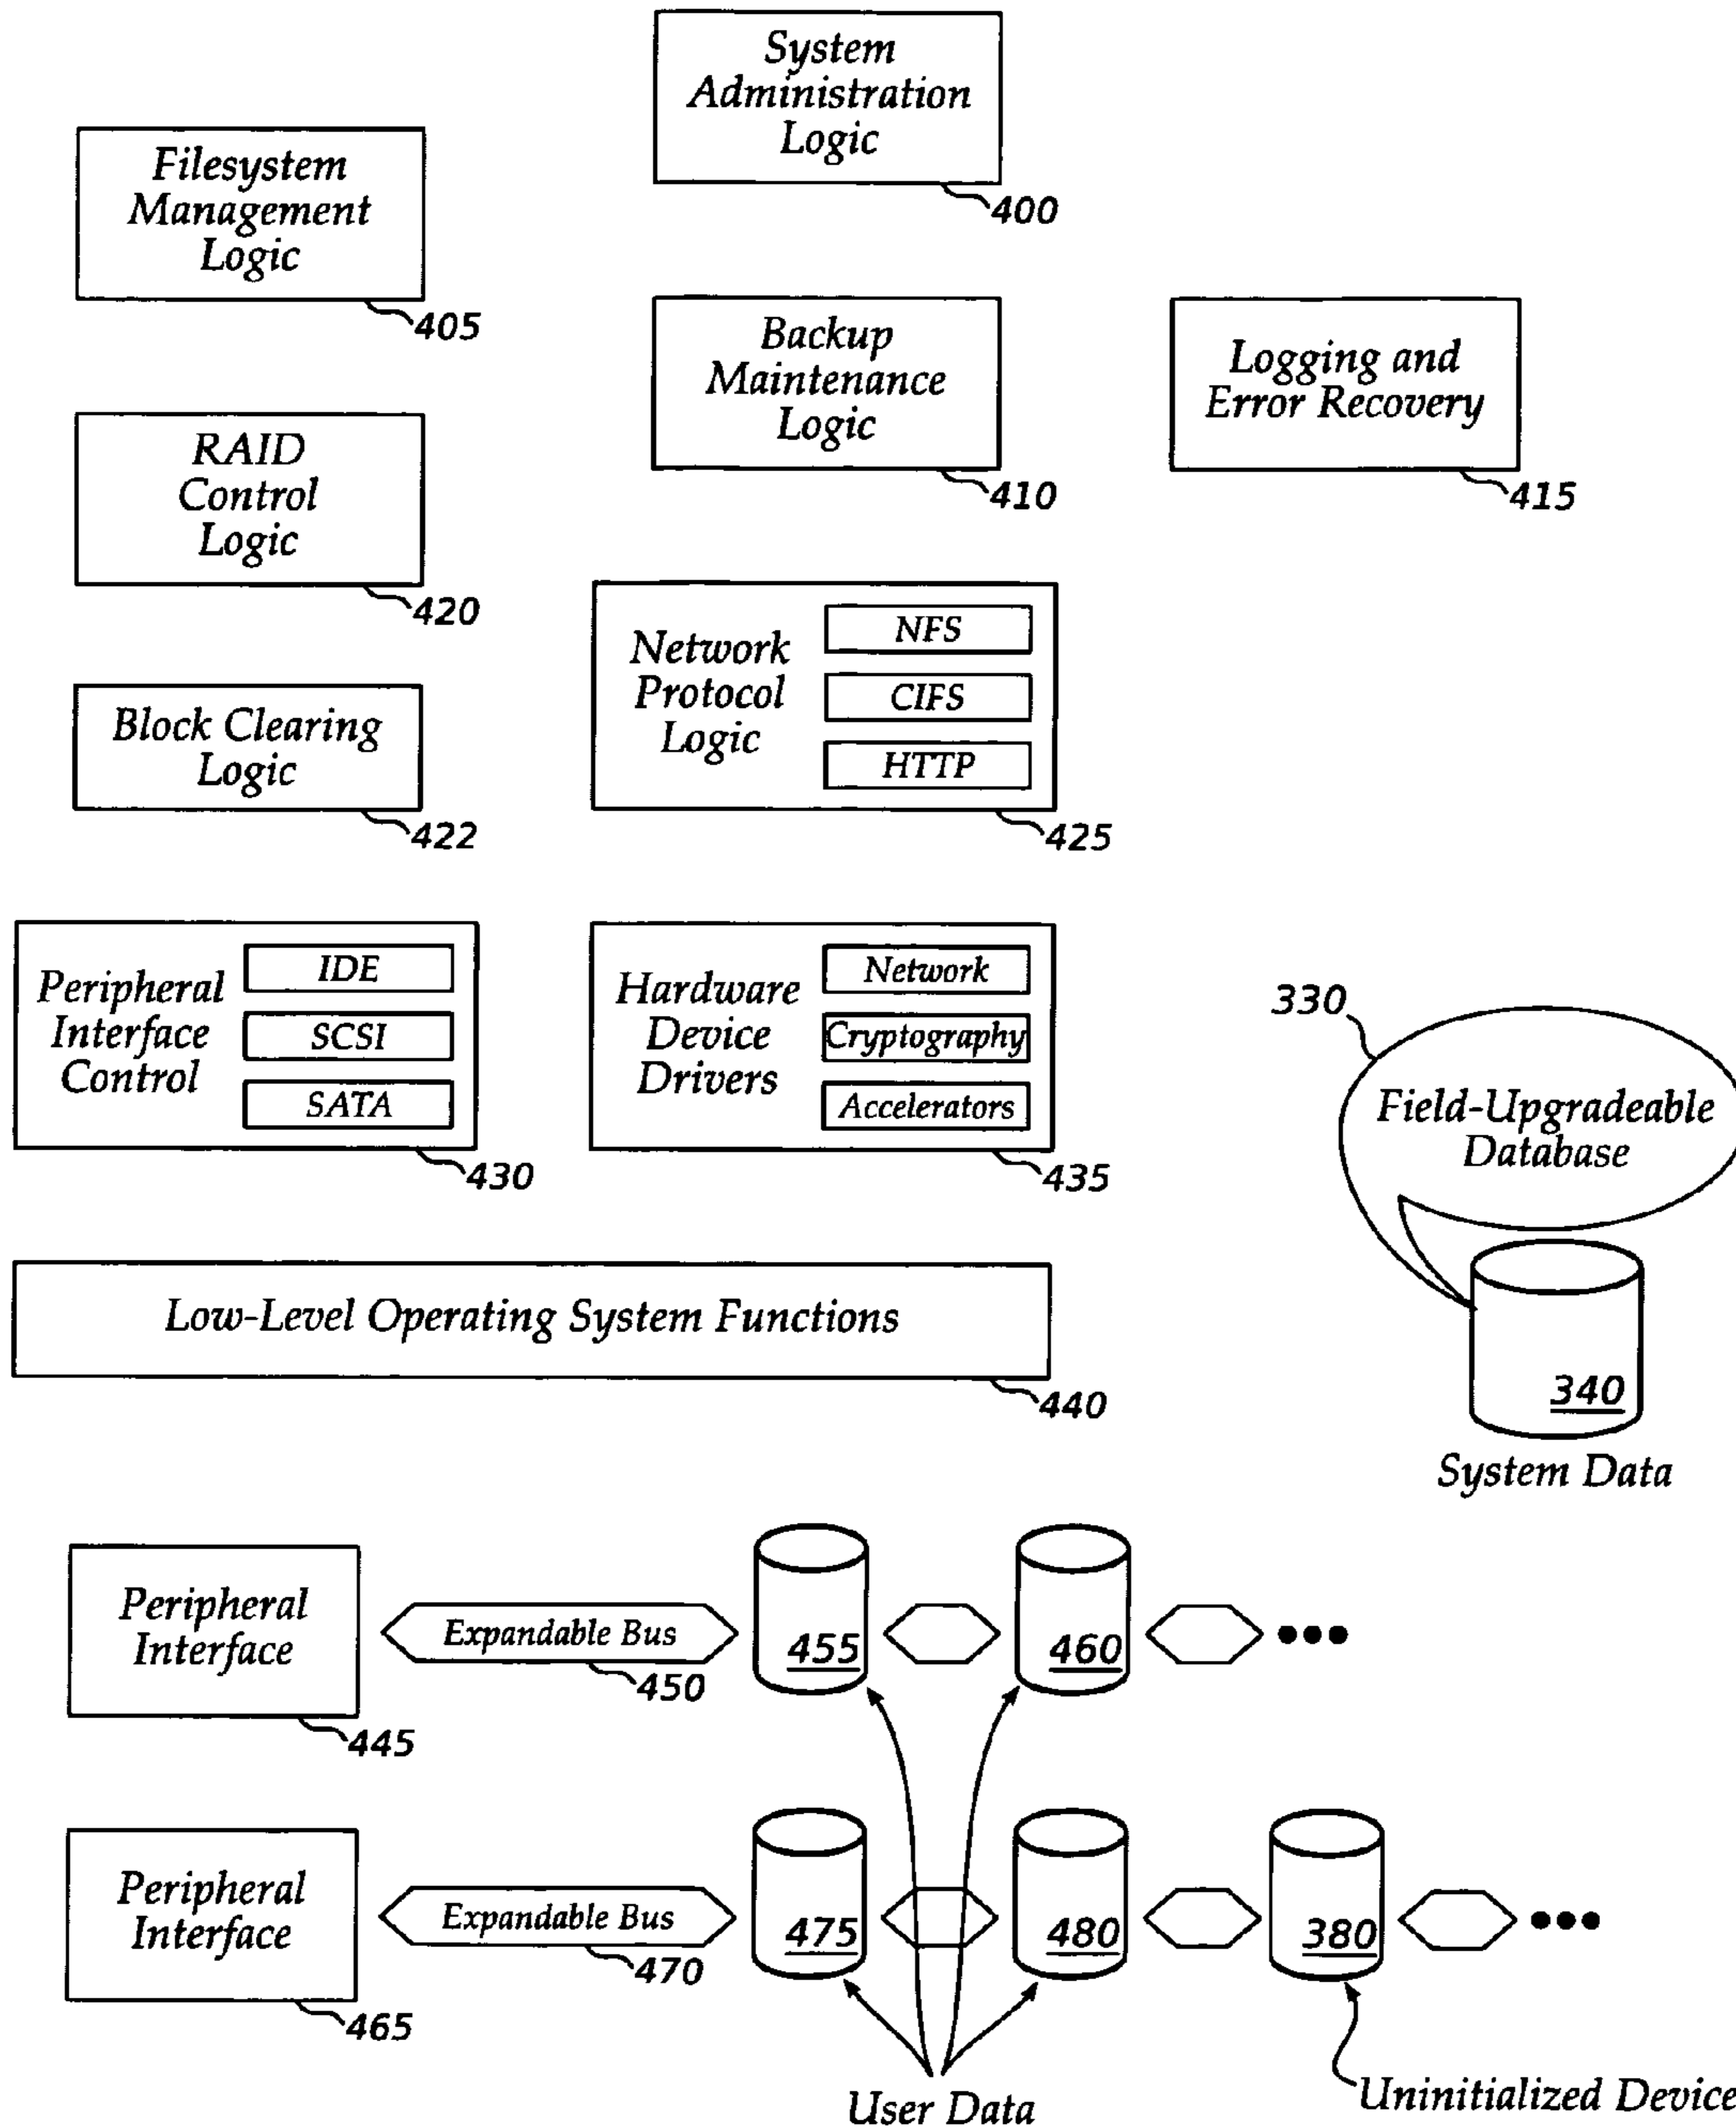 System
Administration
Logic
400
Filesystem
Management
Logic
405
Backup
Maintenance
Logic
410
Logging and
Error Recovery
415
RAID
Control
Logic
420
Network
Protocol
Logic
NFS
CIFS
HTTP
425
Block Clearing
Logic
422
Peripheral
Interface
Control
IDE
SCSI
SATA
430
Hardware
Device
Drivers
Network
Cryptography
Accelerators
435
330
Field-Upgradeable
Database
Low-Level Operating System Functions
440
340
System Data
Peripheral
Interface
445
Expandable Bus
450
455
460
Peripheral
Interface
465
Expandable Bus
470
475
480
380
User Data
Uninitialized Device